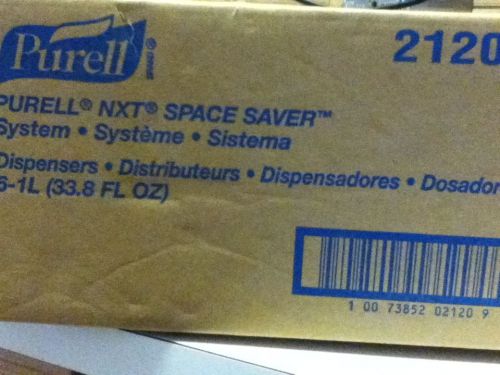 Purell
2120
PURELL® NXT® SPACE SAVER™
System • Système • Sistema
Dispensers • Distributeurs • Dispensadores • Dosador
6-1L (33.8 FL OZ)
1 00 73852 02120 9